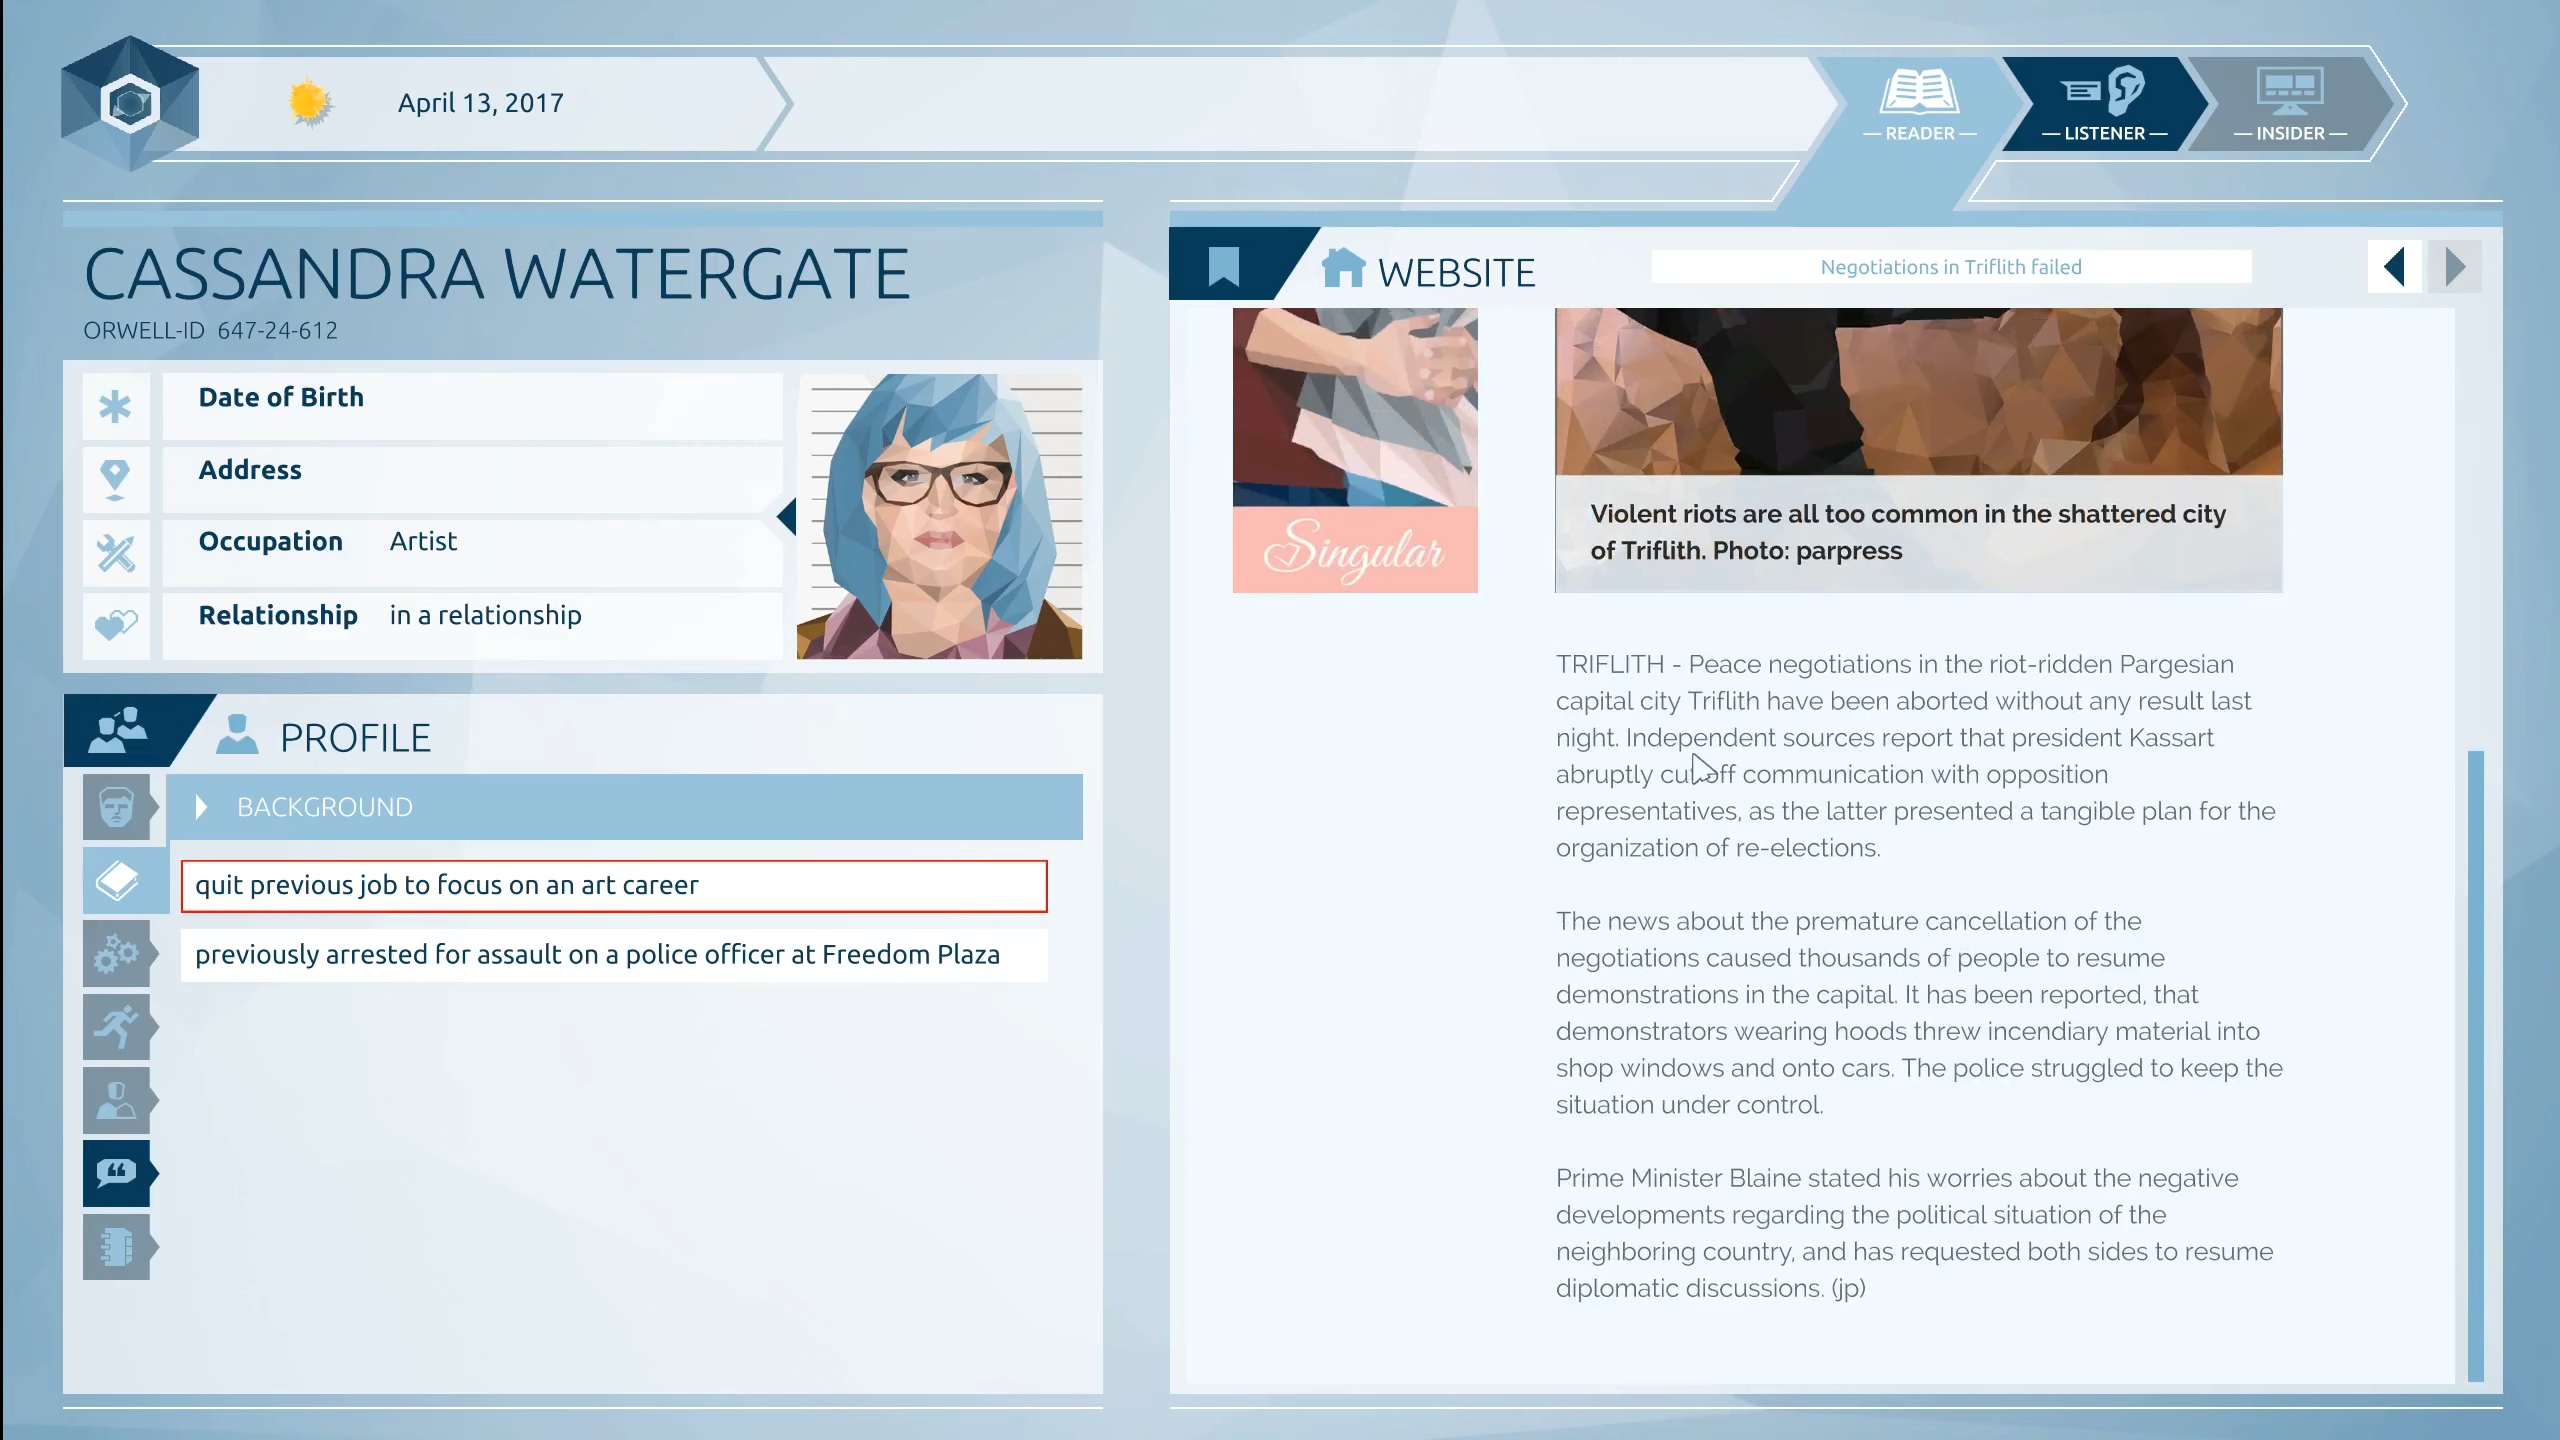 April 13, 2017
— READER —
— LISTENER —
— INSIDER —
CASSANDRA WATERGATE
ORWELL-ID 647-24-612
Date of Birth
Address
Occupation Artist
Relationship in a relationship
PROFILE
BACKGROUND
quit previous job to focus on an art career
previously arrested for assault on a police officer at Freedom Plaza
WEBSITE
Negotiations in Triflith failed
Singular
Violent riots are all too common in the shattered city
of Triflith. Photo: parpress
TRIFLITH - Peace negotiations in the riot-ridden Pargesian
capital city Triflith have been aborted without any result last
night. Independent sources report that president Kassart
abruptly cut off communication with opposition
representatives, as the latter presented a tangible plan for the
organization of re-elections.
The news about the premature cancellation of the
negotiations caused thousands of people to resume
demonstrations in the capital. It has been reported, that
demonstrators wearing hoods threw incendiary material into
shop windows and onto cars. The police struggled to keep the
situation under control.
Prime Minister Blaine stated his worries about the negative
developments regarding the political situation of the
neighboring country, and has requested both sides to resume
diplomatic discussions. (jp)